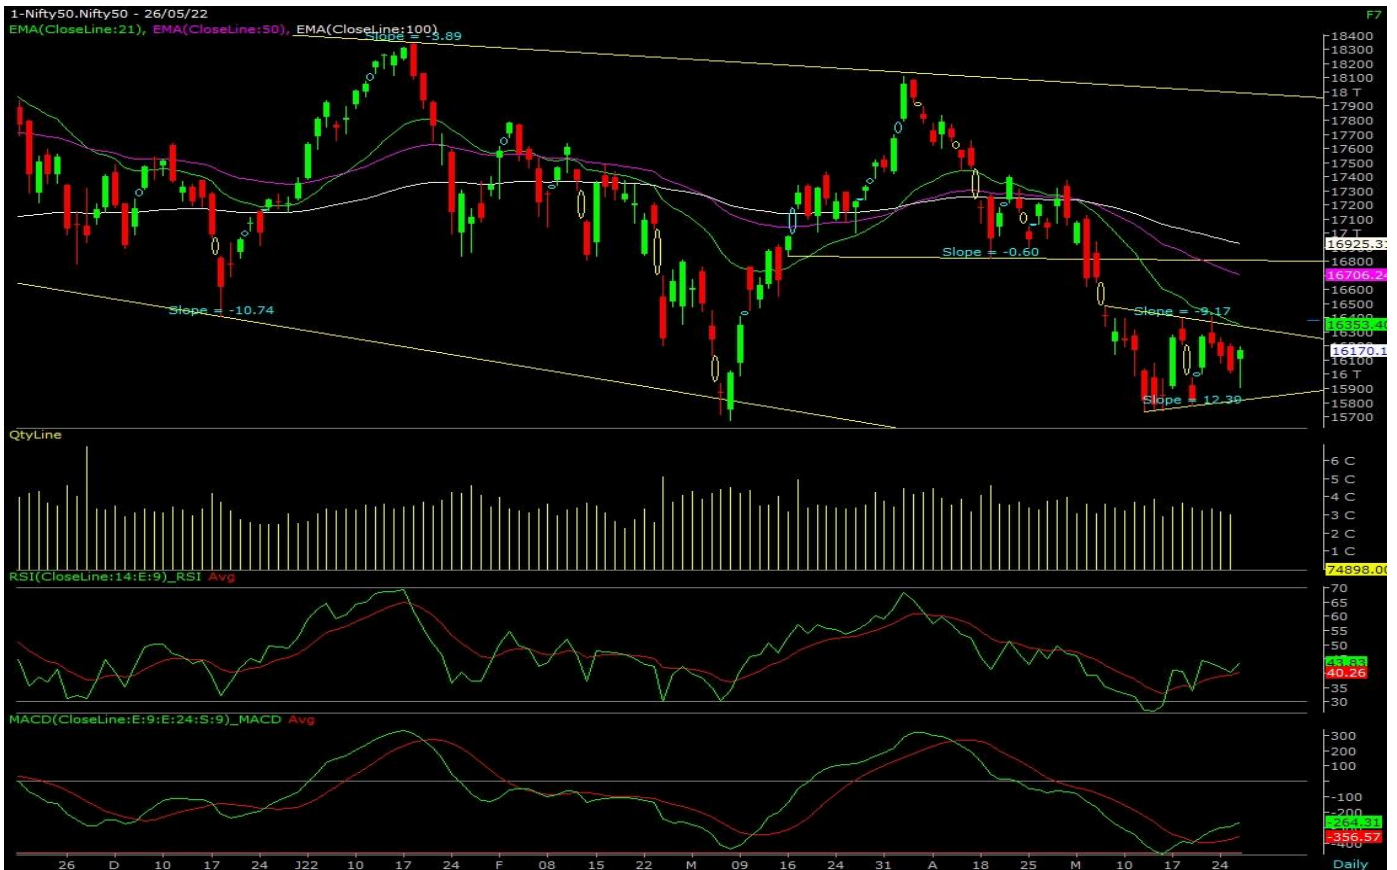 1-Nifty50.Nifty50 - 26/05/22 F7
EMA(CloseLine:21), EMA(CloseLine:50), EMA(CloseLine:100)
Slope = -3.89
Slope = -10.74
Slope = -0.60
Slope = -9.17
Slope = 12.39
18400
18300
18200
18100
18 T
17900
17800
17700
17600
17500
17400
17300
17200
17100
17 T
16925.31
16800
16706.24
16600
16500
16353.40
16170.1
16100
16 T
15900
15800
15700
QtyLine
6 C
5 C
4 C
3 C
2 C
1 C
74898.00
RSI(CloseLine:14:E:9)_RSI Avg
70
65
60
55
50
43.83
40.26
35
30
MACD(CloseLine:E:9:E:24:S:9)_MACD Avg
300
200
100
-100
-264.31
-356.57
26 D 10 17 24 J22 10 17 24 F 08 15 22 M 09 16 24 31 A 18 25 M 10 17 24 Daily